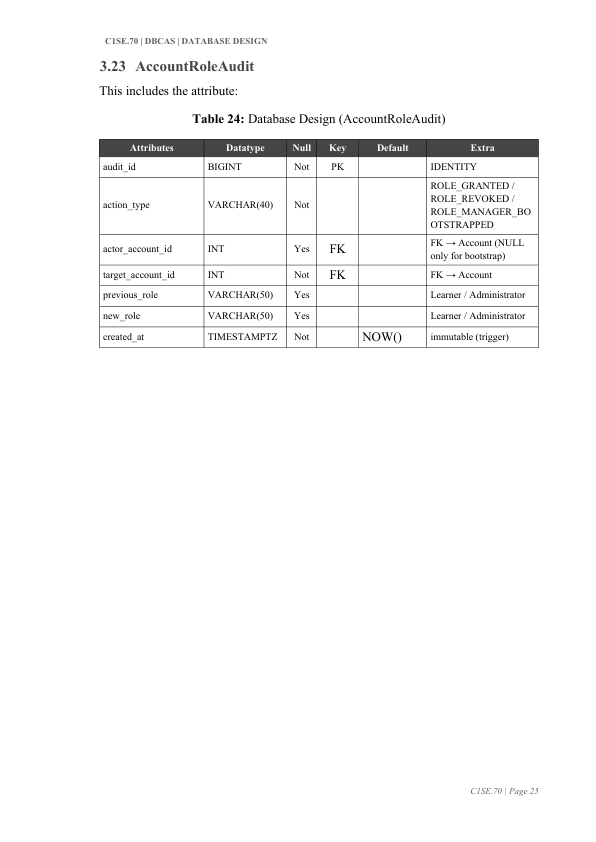 C1SE.70 | DBCAS | DATABASE DESIGN
3.23 AccountRoleAudit
This includes the attribute:
Table 24: Database Design (AccountRoleAudit)
Attributes Datatype Null Key Default Extra
audit_id BIGINT Not PK IDENTITY
action_type VARCHAR(40) Not ROLE_GRANTED /
ROLE_REVOKED /
ROLE_MANAGER_BO
OTSTRAPPED
actor_account_id INT Yes FK FK → Account (NULL
only for bootstrap)
target_account_id INT Not FK FK → Account
previous_role VARCHAR(50) Yes Learner / Administrator
new_role VARCHAR(50) Yes Learner / Administrator
created_at TIMESTAMPTZ Not NOW() immutable (trigger)
C1SE.70 | Page 25